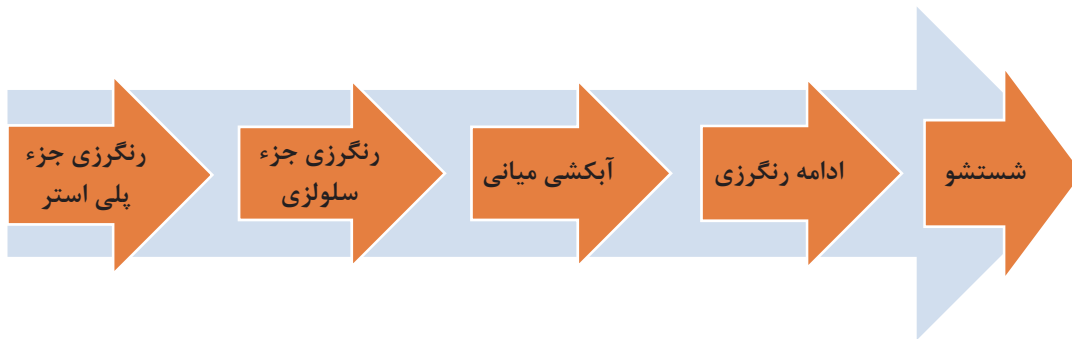 رنگرزی جزء
پلی استر
رنگرزی جزء
سلولزی
آبکشی میانی
ادامه رنگرزی
شستشو